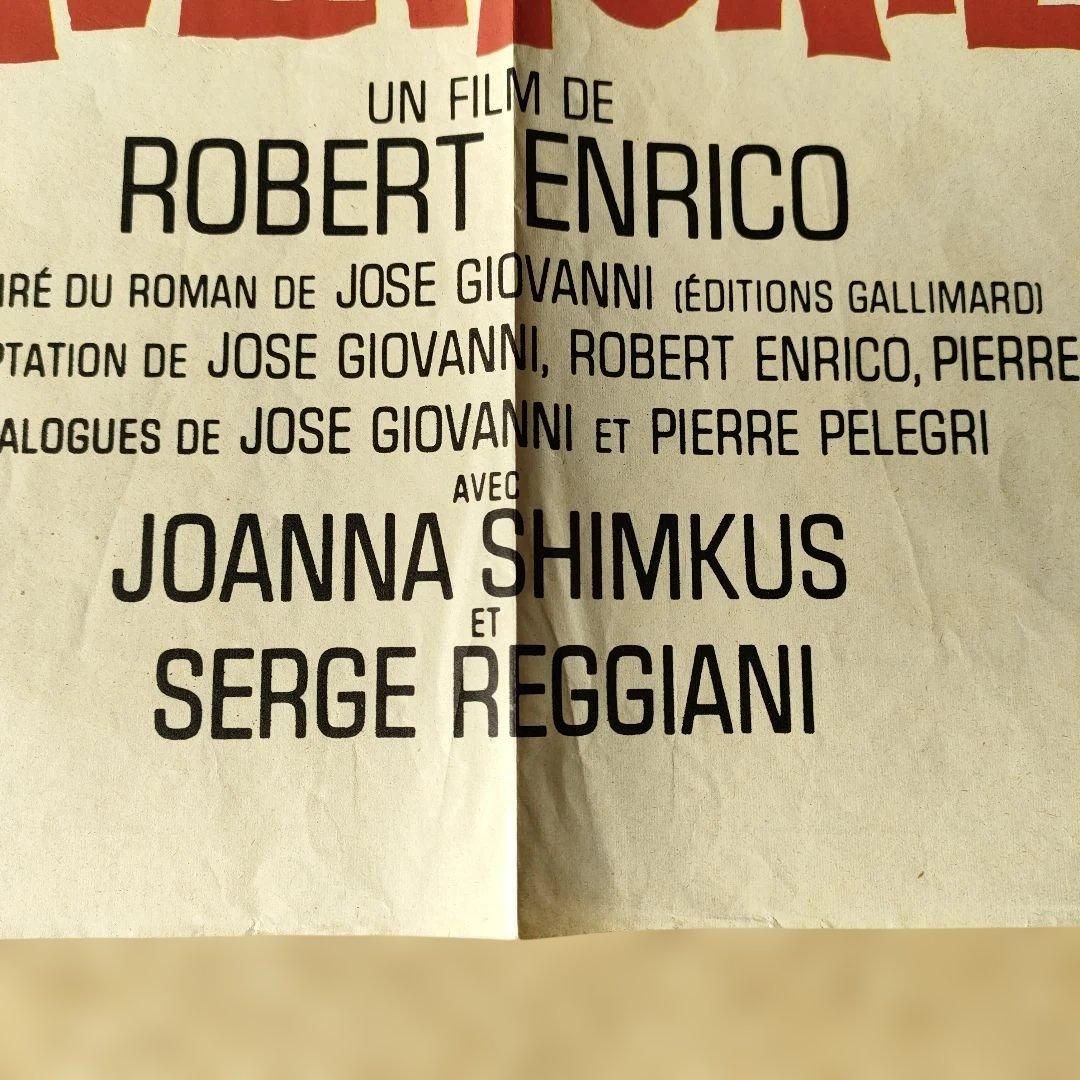 UN FILM DE
ROBERT ENRICO
IRÉ DU ROMAN DE JOSE GIOVANNI (ÉDITIONS GALLIMARD)
PTATION DE JOSE GIOVANNI, ROBERT ENRICO, PIERRE
ALOGUES DE JOSE GIOVANNI ET PIERRE PELEGRI
AVEC
JOANNA SHIMKUS
ET
SERGE REGGIANI